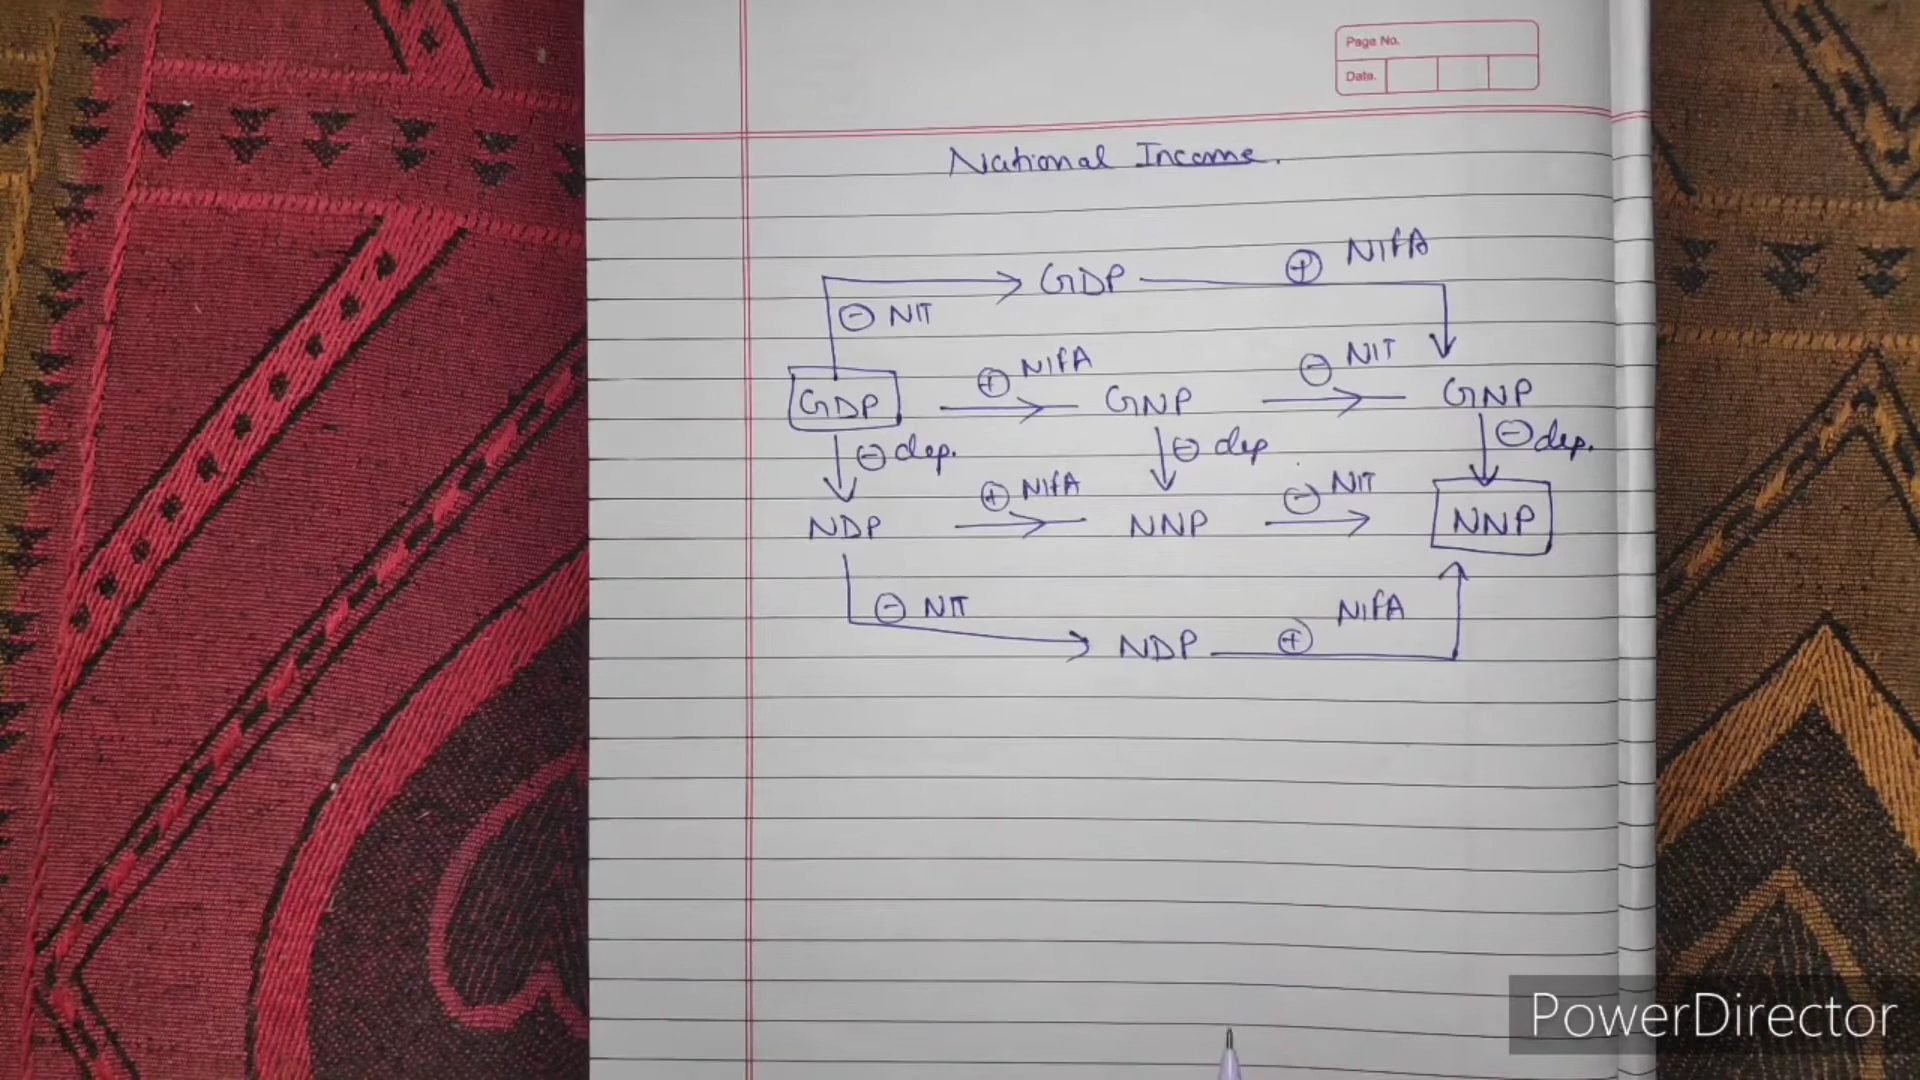 Page No.
Date.
National Income.
GDP ⊕ NIFA
⊖ NIT
⊕ NIFA ⊖ NIT
GDP GNP GNP
⊖ dep. ⊖ dep ⊖ dep.
⊕ NIFA ⊖ NIT
NDP NNP NNP
⊖ NIT NIFA
NDP ⊕
PowerDirector